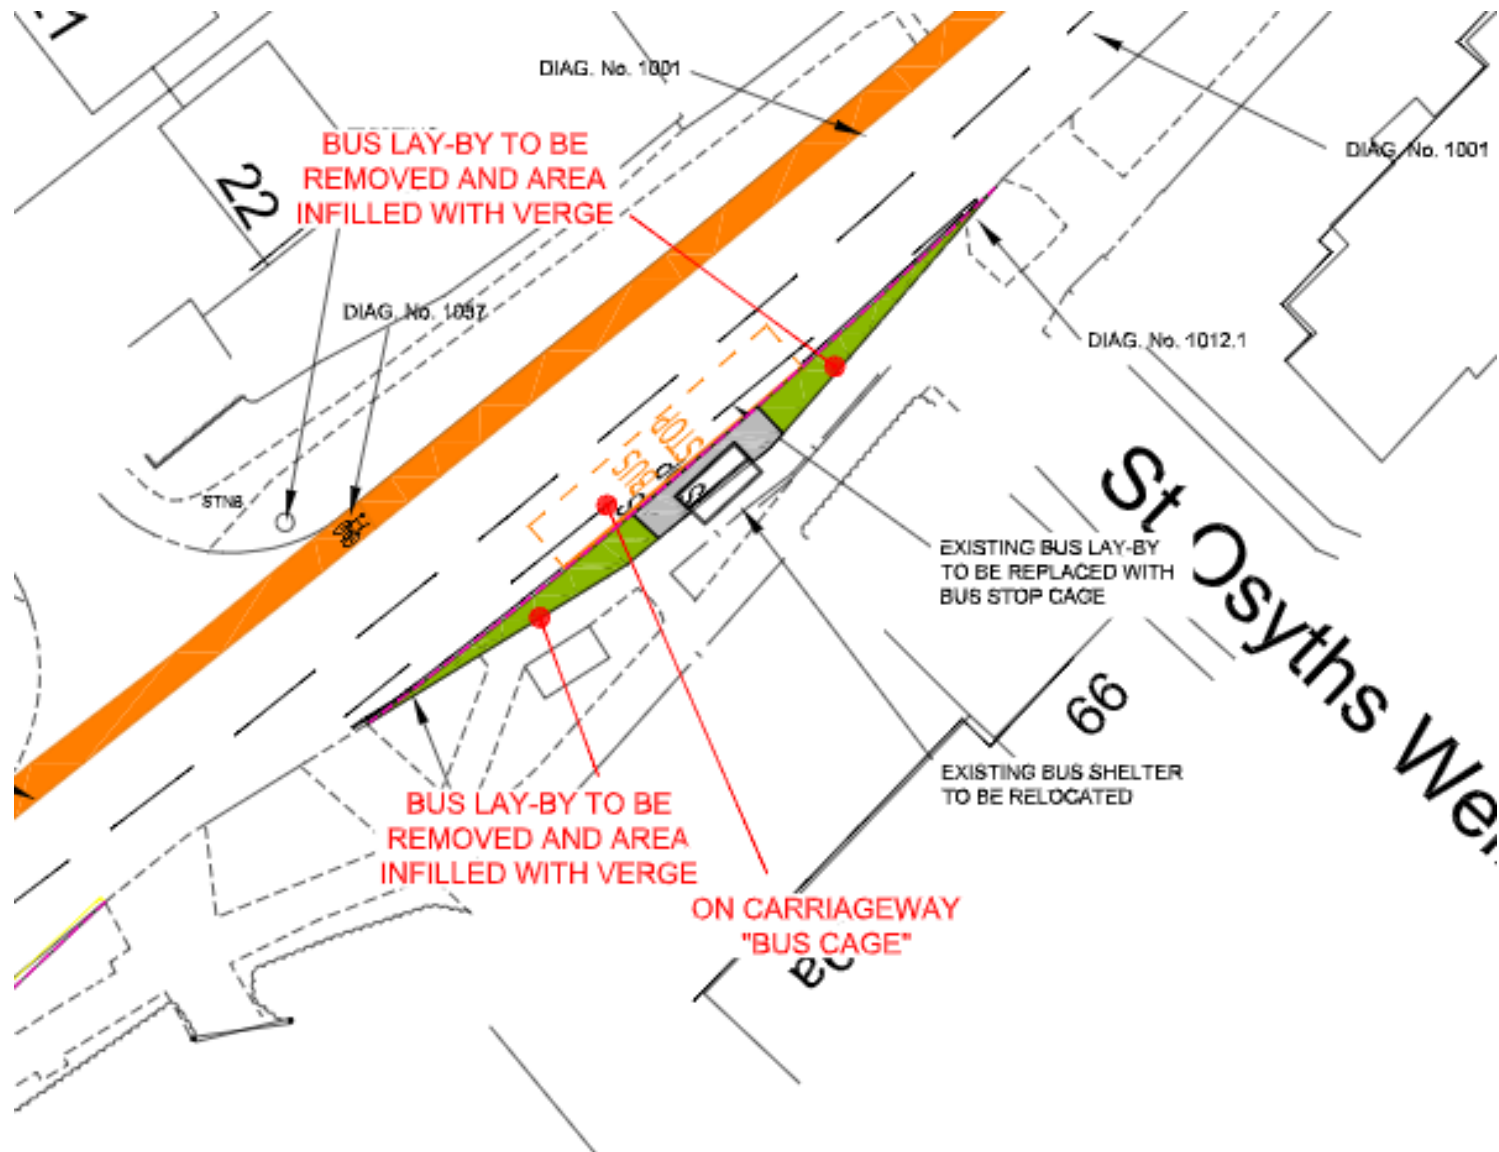 DIAG. No. 1001
BUS LAY-BY TO BE
REMOVED AND AREA
INFILLED WITH VERGE
22
DIAG. No. 1001
DIAG. No. 1057
DIAG. No. 1012.1
BUS
STOP
STN8
St Osyths
EXISTING BUS LAY-BY
TO BE REPLACED WITH
BUS STOP CAGE
66
EXISTING BUS SHELTER
TO BE RELOCATED
BUS LAY-BY TO BE
REMOVED AND AREA
INFILLED WITH VERGE
ON CARRIAGEWAY
"BUS CAGE"